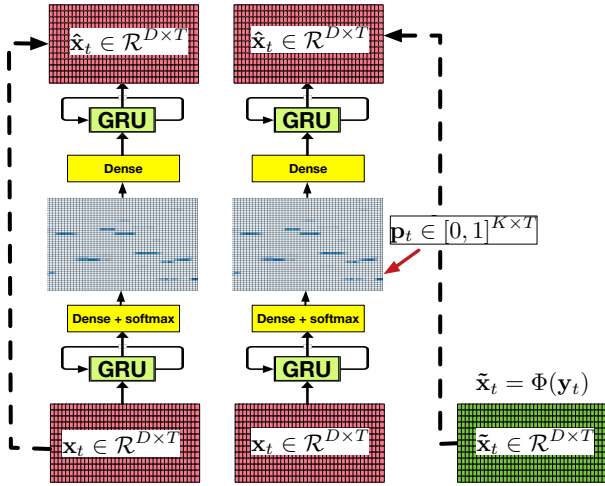 x̂_t ∈ R^{D×T}
GRU
Dense
Dense + softmax
GRU
x_t ∈ R^{D×T}
x̂_t ∈ R^{D×T}
GRU
Dense
p_t ∈ [0, 1]^{K×T}
Dense + softmax
GRU
x_t ∈ R^{D×T}
x̃_t = Φ(y_t)
x̃_t ∈ R^{D×T}